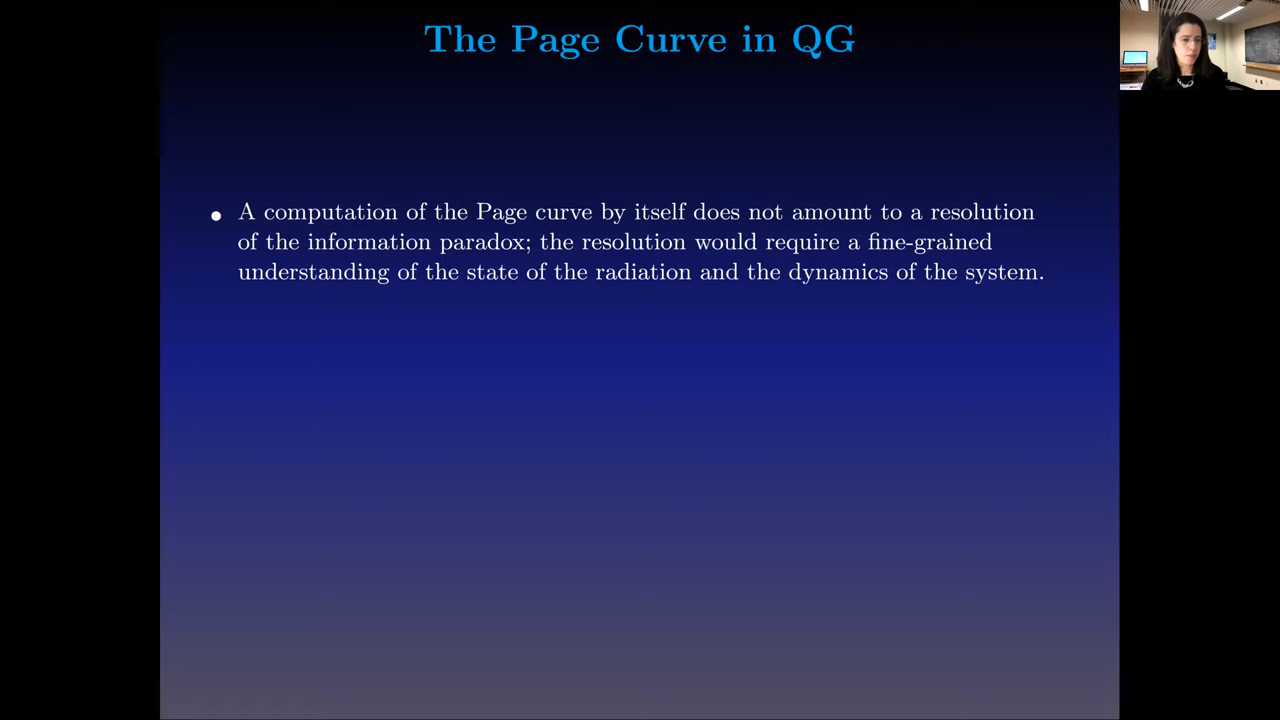 The Page Curve in QG
• A computation of the Page curve by itself does not amount to a resolution
of the information paradox; the resolution would require a fine-grained
understanding of the state of the radiation and the dynamics of the system.